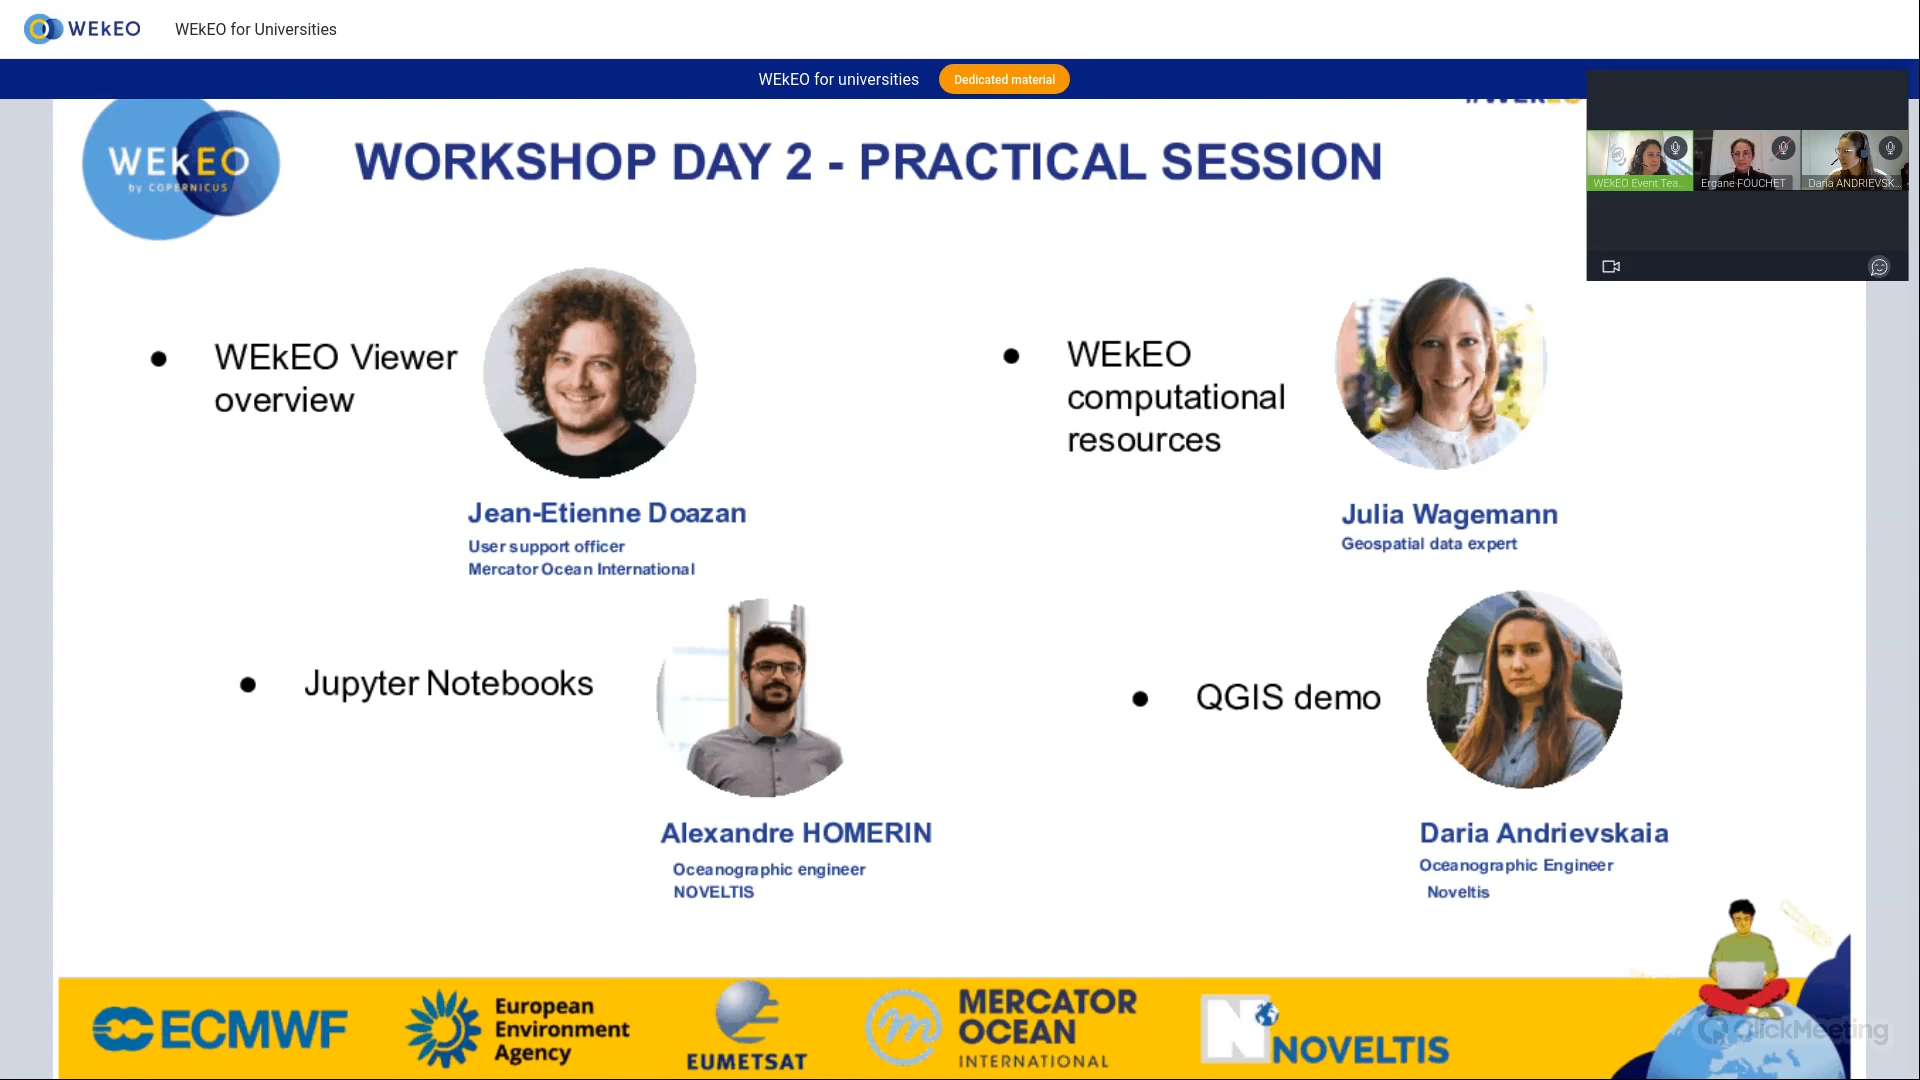 WEkEO
WEkEO for Universities
WEkEO for universities
Dedicated material
WEkEO
by COPERNICUS
WORKSHOP DAY 2 - PRACTICAL SESSION
WEkEO Event Tea...
Ergane FOUCHET
Daria ANDRIEVSK...
WEkEO Viewer
overview
Jean-Etienne Doazan
User support officer
Mercator Ocean International
WEkEO
computational
resources
Julia Wagemann
Geospatial data expert
Jupyter Notebooks
Alexandre HOMERIN
Oceanographic engineer
NOVELTIS
QGIS demo
Daria Andrievskaia
Oceanographic Engineer
Noveltis
ECMWF
European
Environment
Agency
EUMETSAT
MERCATOR
OCEAN
INTERNATIONAL
NOVELTIS
ClickMeeting